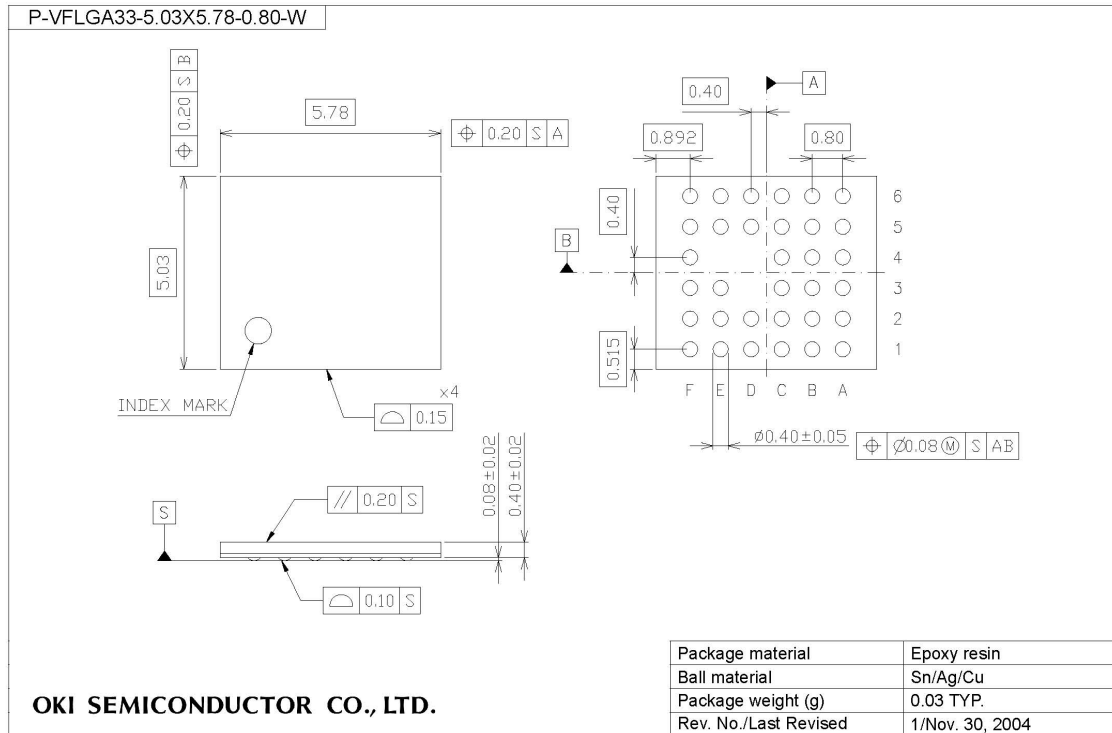 P-VFLGA33-5.03X5.78-0.80-W
⌖ 0.20 S B
5.78
⌖ 0.20 S A
5.03
INDEX MARK
x4
⌓ 0.15
0.40
A
0.892
0.80
0.40
B
0.515
6
5
4
3
2
1
F E D C B A
Ø0.40±0.05
⌖ Ø0.08 Ⓜ S AB
S
// 0.20 S
0.08±0.02
0.40±0.02
⌓ 0.10 S
OKI SEMICONDUCTOR CO., LTD.
Package material Epoxy resin
Ball material Sn/Ag/Cu
Package weight (g) 0.03 TYP.
Rev. No./Last Revised 1/Nov. 30, 2004